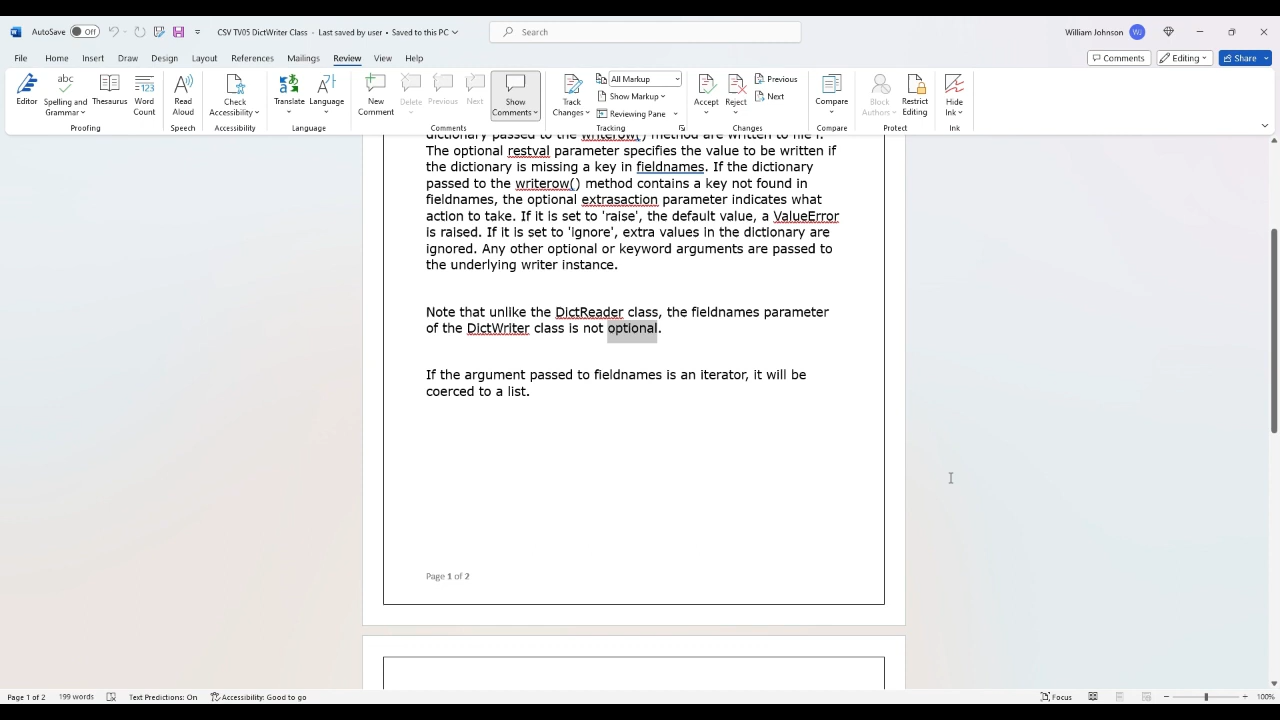 AutoSave Off CSV TV05 DictWriter Class • Last saved by user • Saved to this PC Search William Johnson WJ
File Home Insert Draw Design Layout References Mailings Review View Help Comments Editing Share
Editor Spelling and Grammar Thesaurus Word Count Read Aloud Check Accessibility Translate Language New Comment Delete Previous Next Show Comments Track Changes All Markup Show Markup Reviewing Pane Accept Reject Previous Next Compare Block Authors Restrict Editing Hide Ink
Proofing Speech Accessibility Language Comments Tracking Changes Compare Protect Ink
dictionary passed to the writerow() method are written to file f.
The optional restval parameter specifies the value to be written if
the dictionary is missing a key in fieldnames. If the dictionary
passed to the writerow() method contains a key not found in
fieldnames, the optional extrasaction parameter indicates what
action to take. If it is set to 'raise', the default value, a ValueError
is raised. If it is set to 'ignore', extra values in the dictionary are
ignored. Any other optional or keyword arguments are passed to
the underlying writer instance.
Note that unlike the DictReader class, the fieldnames parameter
of the DictWriter class is not optional.
If the argument passed to fieldnames is an iterator, it will be
coerced to a list.
Page 1 of 2
Page 1 of 2 199 words Text Predictions: On Accessibility: Good to go Focus 100%